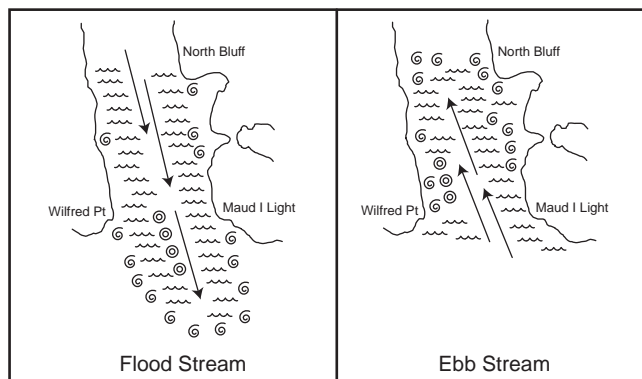 North Bluff
Wilfred Pt
Maud I Light
Flood Stream
North Bluff
Wilfred Pt
Maud I Light
Ebb Stream